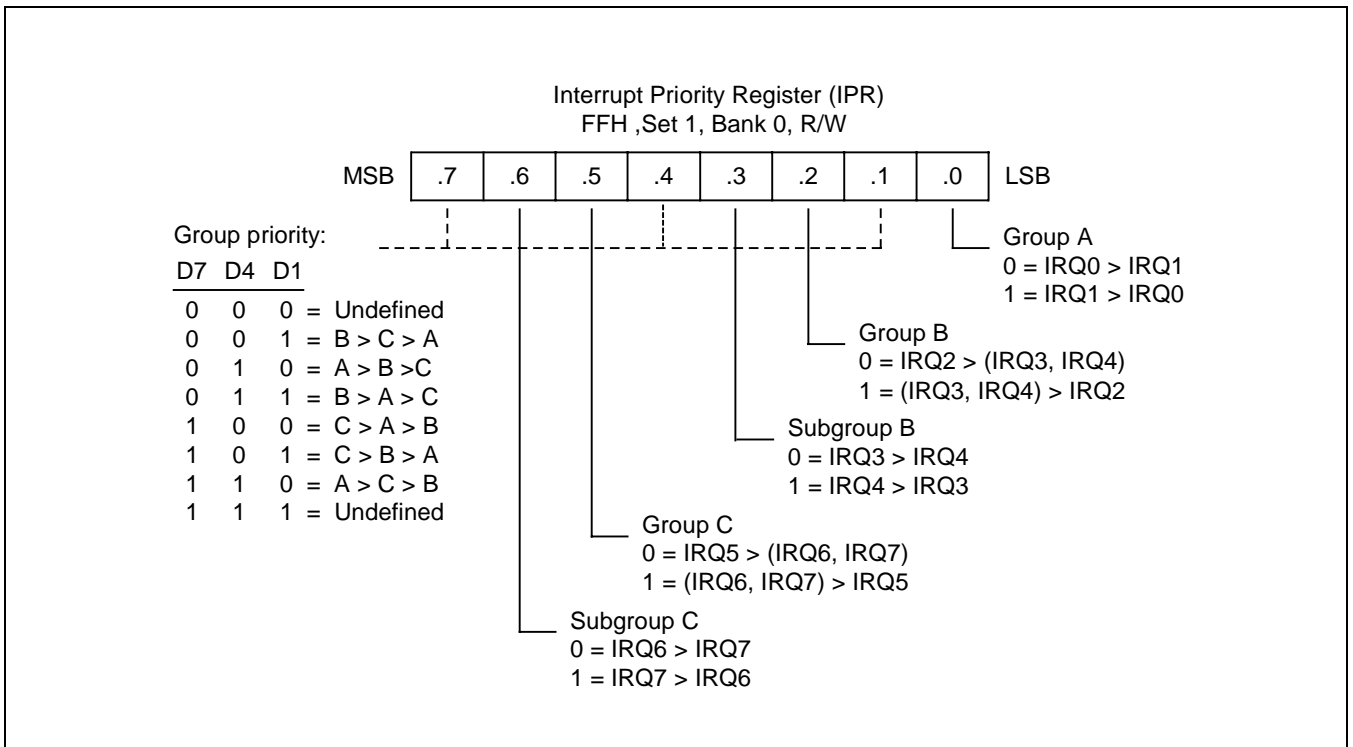 Interrupt Priority Register (IPR)
FFH ,Set 1, Bank 0, R/W
MSB .7 .6 .5 .4 .3 .2 .1 .0 LSB
Group priority:
D7 D4 D1
0 0 0 = Undefined
0 0 1 = B > C > A
0 1 0 = A > B >C
0 1 1 = B > A > C
1 0 0 = C > A > B
1 0 1 = C > B > A
1 1 0 = A > C > B
1 1 1 = Undefined
Group A
0 = IRQ0 > IRQ1
1 = IRQ1 > IRQ0
Group B
0 = IRQ2 > (IRQ3, IRQ4)
1 = (IRQ3, IRQ4) > IRQ2
Subgroup B
0 = IRQ3 > IRQ4
1 = IRQ4 > IRQ3
Group C
0 = IRQ5 > (IRQ6, IRQ7)
1 = (IRQ6, IRQ7) > IRQ5
Subgroup C
0 = IRQ6 > IRQ7
1 = IRQ7 > IRQ6